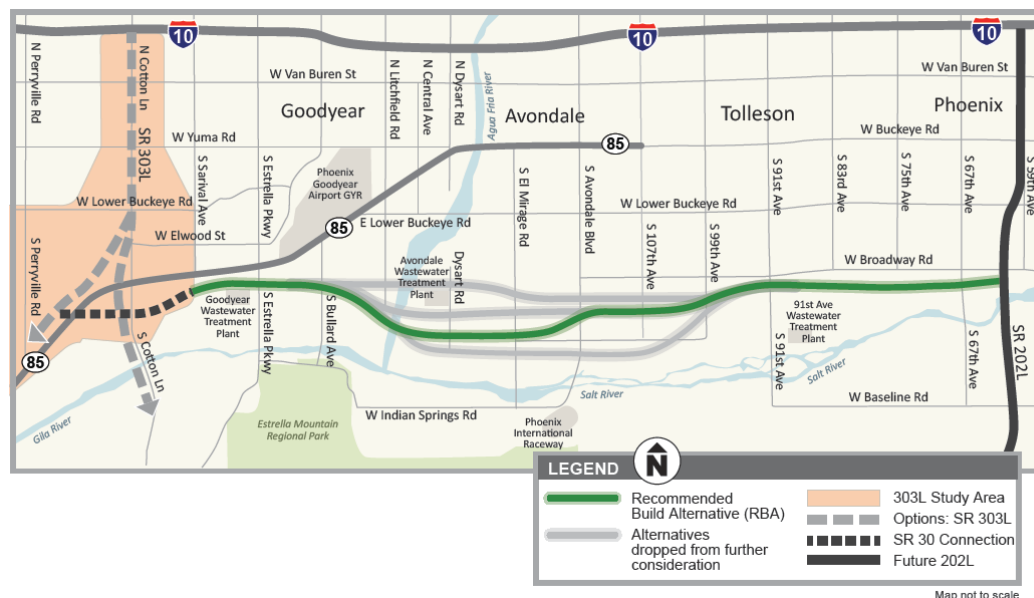 10
10
10
N Perryville Rd
N Cotton Ln
SR 303L
W Van Buren St
Goodyear
N Litchfield Rd
N Central Ave
N Dysart Rd
Agua Fria River
Avondale
Tolleson
W Van Buren St
Phoenix
W Yuma Rd
85
W Buckeye Rd
S Sarival Ave
S Estrella Pkwy
Phoenix
Goodyear
Airport GYR
S El Mirage Rd
S Avondale Blvd
S 91st Ave
S 83rd Ave
S 75th Ave
S 67th Ave
S 59th Ave
W Lower Buckeye Rd
E Lower Buckeye Rd
W Lower Buckeye Rd
85
W Elwood St
S Perryville Rd
Avondale
Wastewater
Treatment
Plant
Dysart Rd
S 107th Ave
S 99th Ave
W Broadway Rd
Goodyear
Wastewater
Treatment
Plant
S Estrella Pkwy
S Bullard Ave
91st Ave
Wastewater
Treatment
Plant
S 91st Ave
S 67th Ave
SR 202L
85
S Cotton Ln
Gila River
Salt River
Salt River
W Baseline Rd
W Indian Springs Rd
Estrella Mountain
Regional Park
Phoenix
International
Raceway
LEGEND
N
Recommended
Build Alternative (RBA)
Alternatives
dropped from further
consideration
303L Study Area
Options: SR 303L
SR 30 Connection
Future 202L
Map not to scale